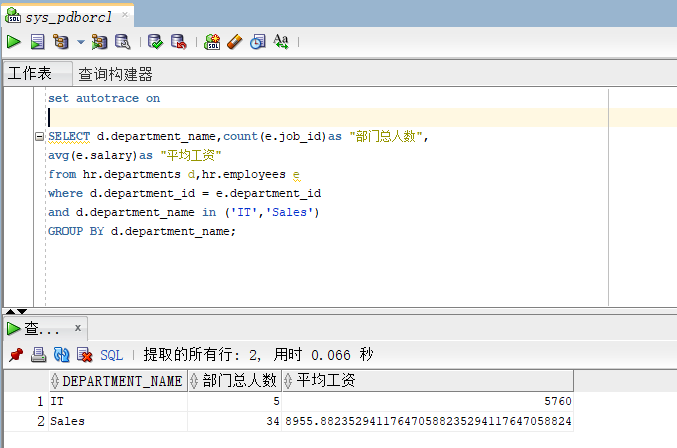 sys_pdborcl
工作表 查询构建器
set autotrace on
SELECT d.department_name,count(e.job_id)as "部门总人数",
avg(e.salary)as "平均工资"
from hr.departments d,hr.employees e
where d.department_id = e.department_id
and d.department_name in ('IT','Sales')
GROUP BY d.department_name;
查... x
SQL | 提取的所有行: 2, 用时 0.066 秒
DEPARTMENT_NAME 部门总人数 平均工资
1 IT 5 5760
2 Sales 34 8955.88235294117647058823529411764705882​4